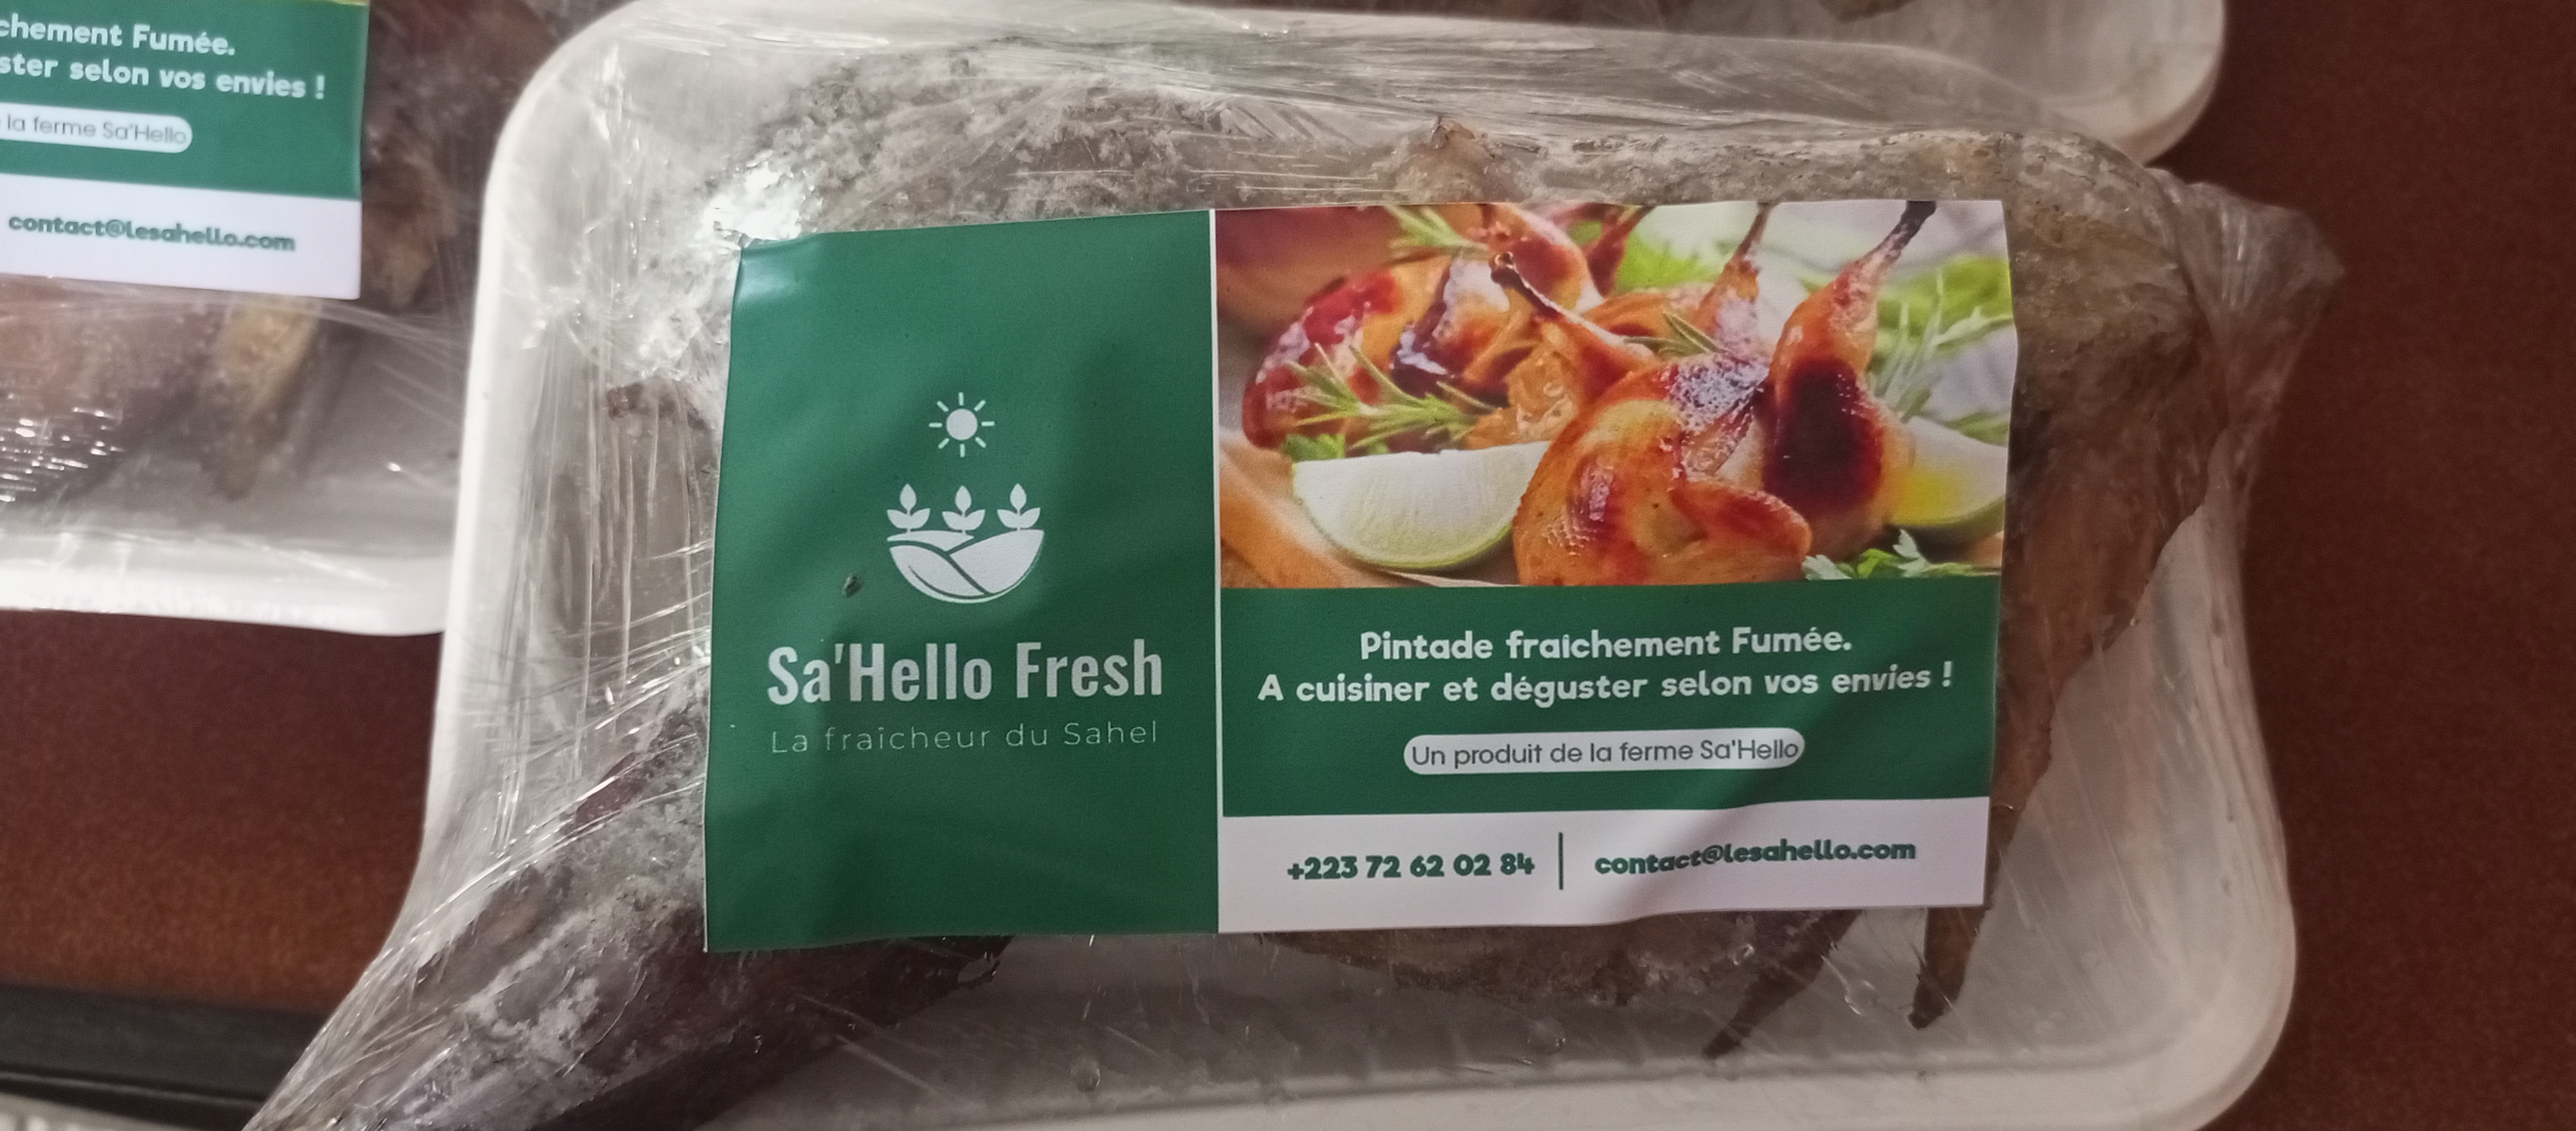 chement Fumée.
ster selon vos envies !
la ferme Sa'Hello
contact@lesahello.com
Sa'Hello Fresh
La fraîcheur du Sahel
Pintade fraîchement Fumée.
A cuisiner et déguster selon vos envies !
Un produit de la ferme Sa'Hello
+223 72 62 02 84 | contact@lesahello.com